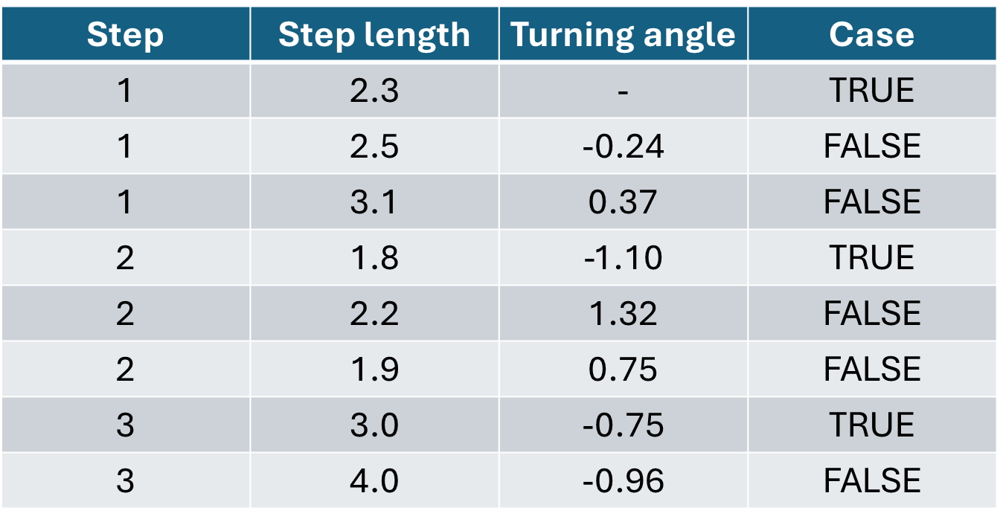 Step Step length Turning angle Case
1 2.3 - TRUE
1 2.5 -0.24 FALSE
1 3.1 0.37 FALSE
2 1.8 -1.10 TRUE
2 2.2 1.32 FALSE
2 1.9 0.75 FALSE
3 3.0 -0.75 TRUE
3 4.0 -0.96 FALSE